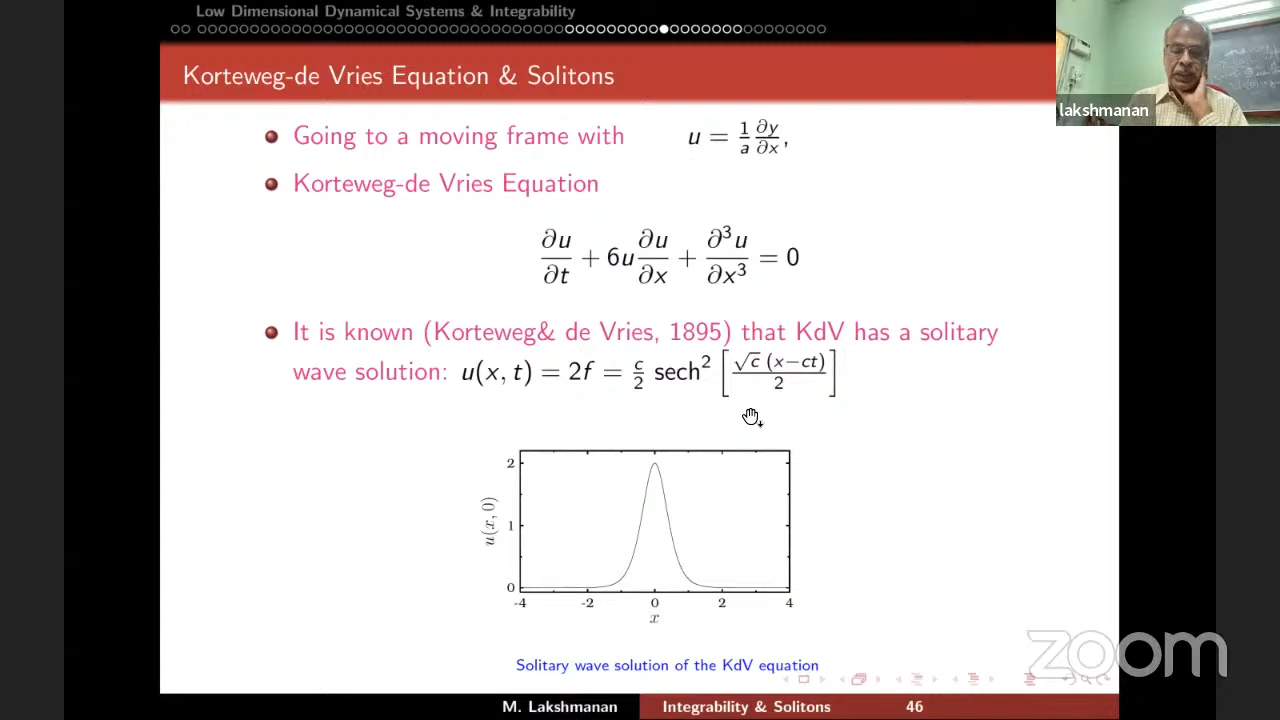 Low Dimensional Dynamical Systems & Integrability
Korteweg-de Vries Equation & Solitons
lakshmanan
Going to a moving frame with u = 1/a ∂y/∂x,
Korteweg-de Vries Equation
∂u/∂t + 6u ∂u/∂x + ∂³u/∂x³ = 0
It is known (Korteweg& de Vries, 1895) that KdV has a solitary
wave solution: u(x, t) = 2f = c/2 sech² [√c (x−ct)/2]
2
1
0
u(x, 0)
-4 -2 0 2 4
x
Solitary wave solution of the KdV equation
zoom
M. Lakshmanan Integrability & Solitons 46